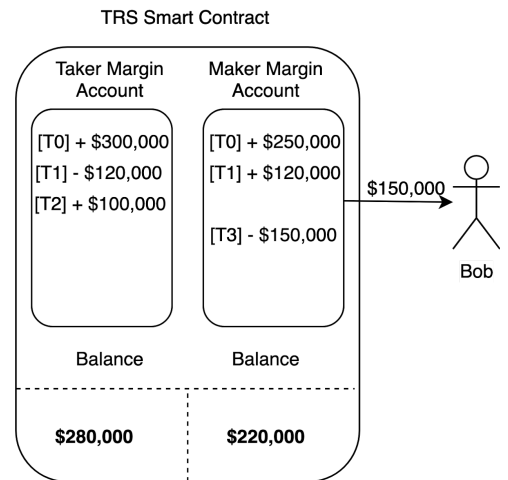 TRS Smart Contract
Taker Margin
Account
Maker Margin
Account
[T0] + $300,000
[T1] - $120,000
[T2] + $100,000
[T0] + $250,000
[T1] + $120,000
[T3] - $150,000
$150,000
Bob
Balance
Balance
$280,000
$220,000